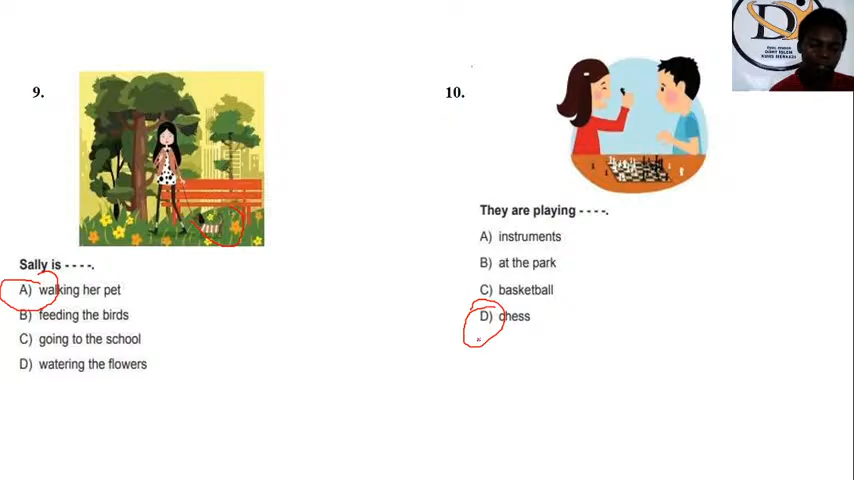 9.
Sally is - - - -.
A) walking her pet
B) feeding the birds
C) going to the school
D) watering the flowers
10.
They are playing - - - -.
A) instruments
B) at the park
C) basketball
D) chess